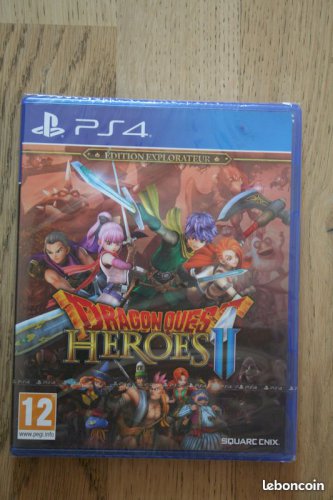 PS4
ÉDITION EXPLORATEUR
DRAGON QUEST
HEROES II
12
www.pegi.info
SQUARE ENIX
leboncoin